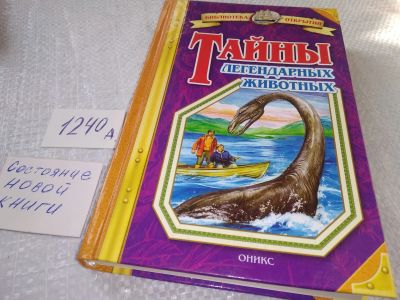 БИБЛИОТЕКА ОТКРЫТИЙ
ТАЙНЫ
ЛЕГЕНДАРНЫХ
ЖИВОТНЫХ
ОНИКС
1240 А
Состояние
новой
книги